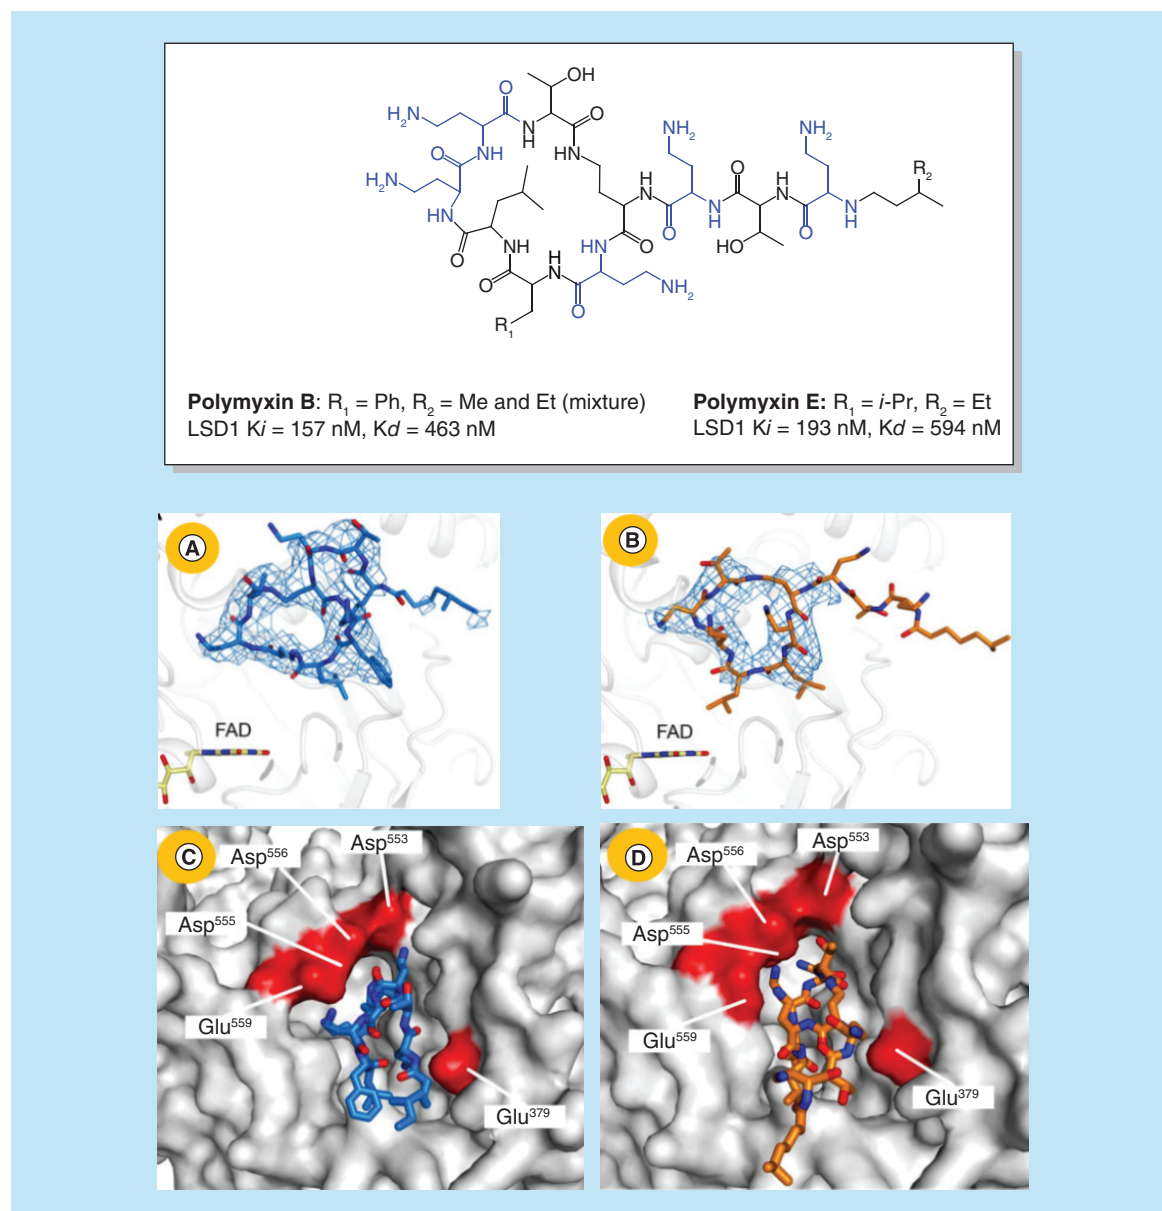 OH
O
O
H₂N
N
H
NH
HN
O
NH₂
NH₂
H₂N
O
H
N
O
H
N
R₂
HN
O
N
H
O
N
H
O
O
NH
HN
O
HO
O
H
N
NH₂
O
R₁
Polymyxin B: R₁ = Ph, R₂ = Me and Et (mixture)
LSD1 Ki = 157 nM, Kd = 463 nM
Polymyxin E: R₁ = i-Pr, R₂ = Et
LSD1 Ki = 193 nM, Kd = 594 nM
A
FAD
B
FAD
C
Asp⁵⁵⁶
Asp⁵⁵³
Asp⁵⁵⁵
Glu⁵⁵⁹
Glu³⁷⁹
D
Asp⁵⁵⁶
Asp⁵⁵³
Asp⁵⁵⁵
Glu⁵⁵⁹
Glu³⁷⁹